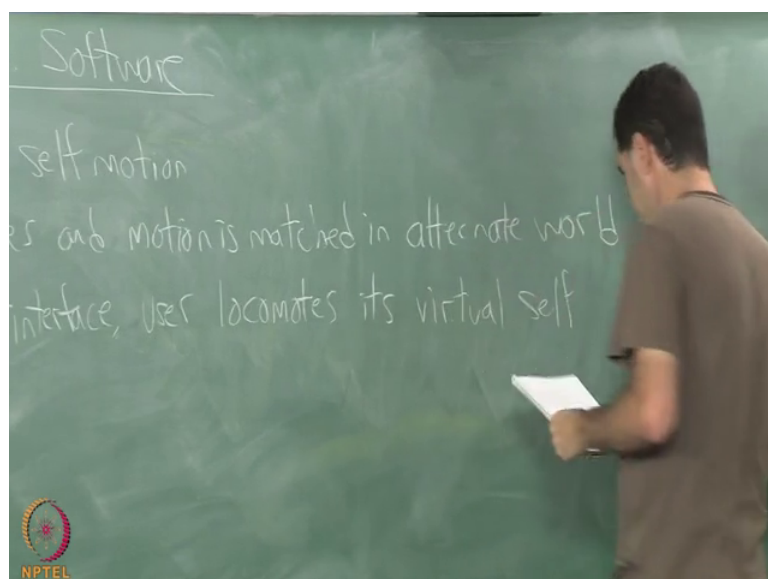 . Software
self motion
es and motion is matched in alternate world
interface, user locomotes its virtual self
NPTEL